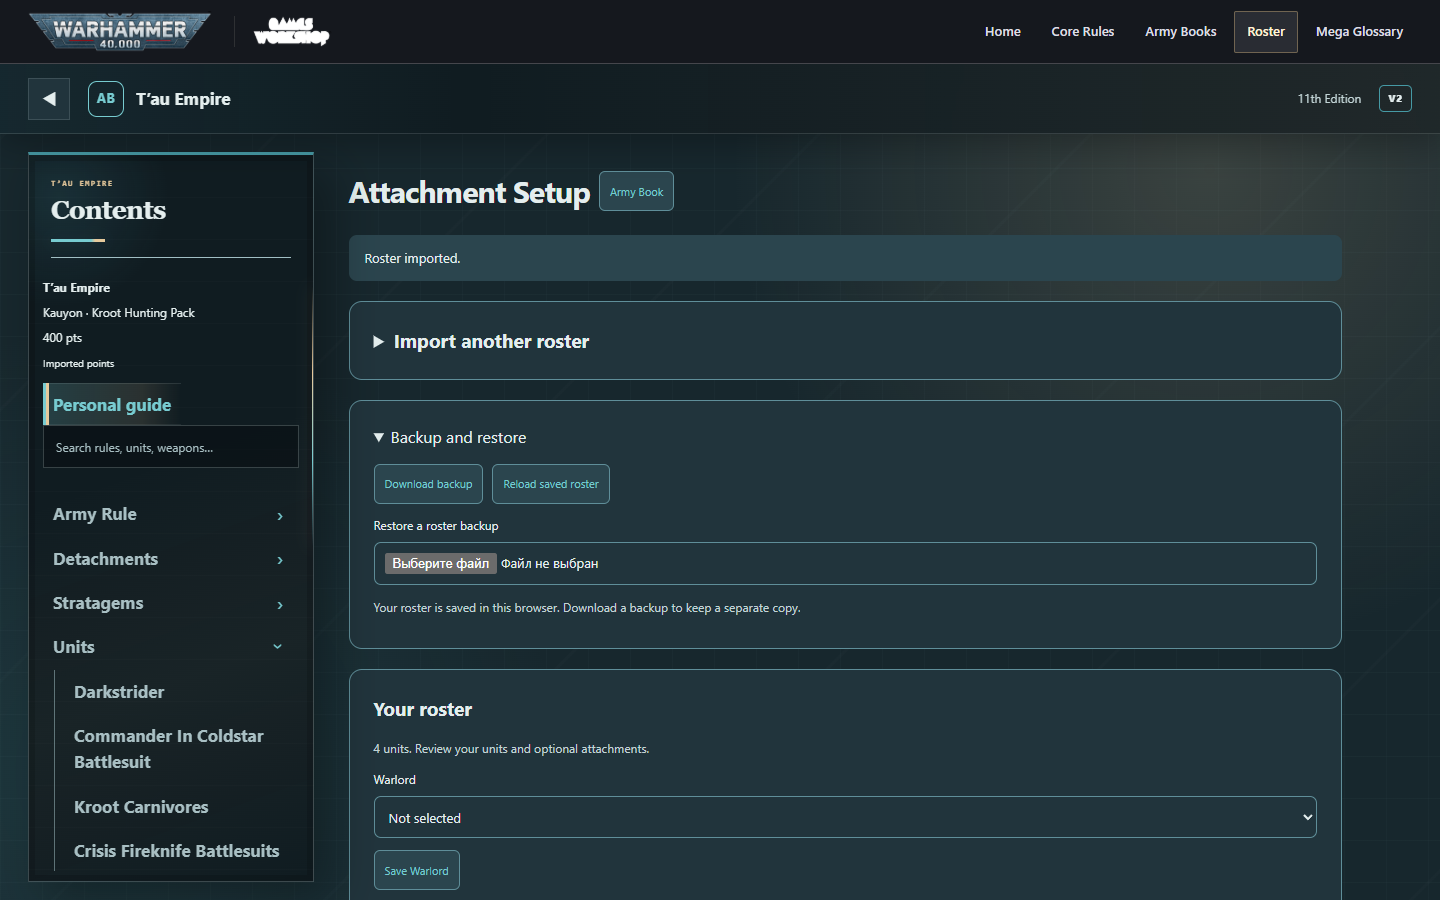 WARHAMMER
40,000
GAMES
WORKSHOP
Home
Core Rules
Army Books
Roster
Mega Glossary
◀
AB
T’au Empire
11th Edition
V2
T’AU EMPIRE
Contents
T’au Empire
Kauyon · Kroot Hunting Pack
400 pts
Imported points
Personal guide
Search rules, units, weapons...
Army Rule
Detachments
Stratagems
Units
Darkstrider
Commander In Coldstar
Battlesuit
Kroot Carnivores
Crisis Fireknife Battlesuits
Attachment Setup
Army Book
Roster imported.
▶ Import another roster
▼ Backup and restore
Download backup
Reload saved roster
Restore a roster backup
Выберите файл Файл не выбран
Your roster is saved in this browser. Download a backup to keep a separate copy.
Your roster
4 units. Review your units and optional attachments.
Warlord
Not selected
Save Warlord